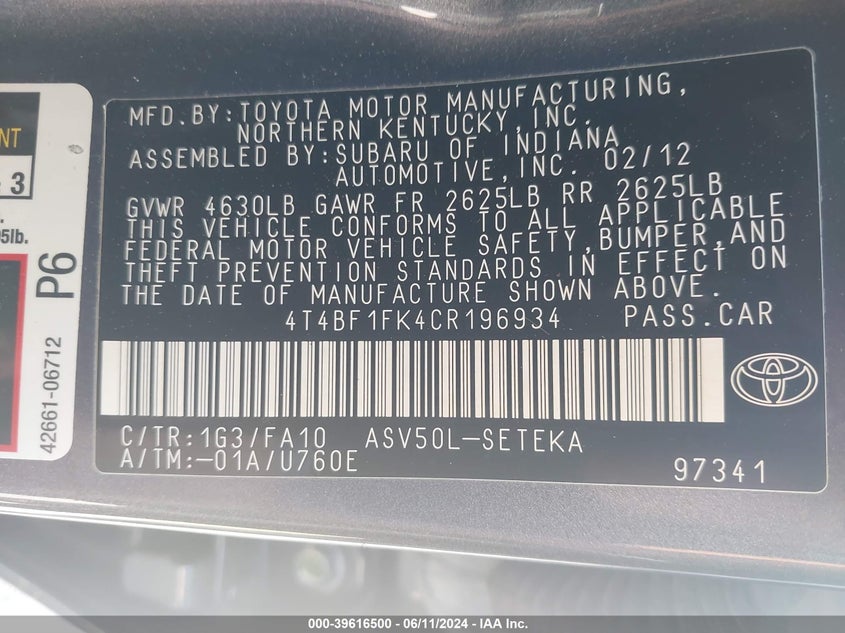 NT
3
5lb.
P6
42661-06712
MFD.BY:TOYOTA MOTOR MANUFACTURING,
NORTHERN KENTUCKY,INC.
ASSEMBLED BY:SUBARU OF INDIANA
AUTOMOTIVE,INC. 02/12
GVWR 4630LB GAWR FR 2625LB RR 2625LB
THIS VEHICLE CONFORMS TO ALL APPLICABLE
FEDERAL MOTOR VEHICLE SAFETY,BUMPER,AND
THEFT PREVENTION STANDARDS IN EFFECT ON
THE DATE OF MANUFACTURE SHOWN ABOVE.
4T4BF1FK4CR196934 PASS.CAR
C/TR:1G3/FA10 ASV50L-SETEKA
A/TM:-01A/U760E 97341
000-39616500 - 06/11/2024 - IAA Inc.